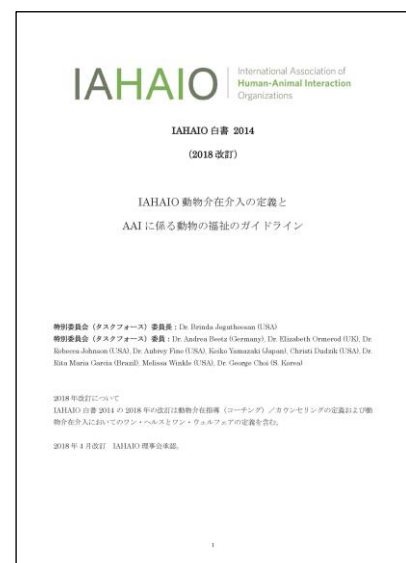 IAHAIO
International Association of
Human-Animal Interaction
Organizations
IAHAIO 白書 2014
（2018 改訂）
IAHAIO 動物介在介入の定義と
AAI に係る動物の福祉のガイドライン
特別委員会（タスクフォース）委員長：Dr. Brinda Jegatheesan (USA)
特別委員会（タスクフォース）委員：Dr. Andrea Beetz (Germany), Dr. Elizabeth Ormerod (UK), Dr.
Rebecca Johnson (USA), Dr. Aubrey Fine (USA), Keiko Yamazaki (Japan), Christi Dudzik (USA), Dr.
Rita Maria Garcia (Brazil), Melissa Winkle (USA), Dr. George Choi (S. Korea)
2018 年改訂について
IAHAIO 白書 2014 の 2018 年の改訂は動物介在指導（コーチング）／カウンセリングの定義および動
物介在介入においてのワン・ヘルスとワン・ウェルフェアの定義を含む。
2018 年 4 月改訂 IAHAIO 理事会承認。
1